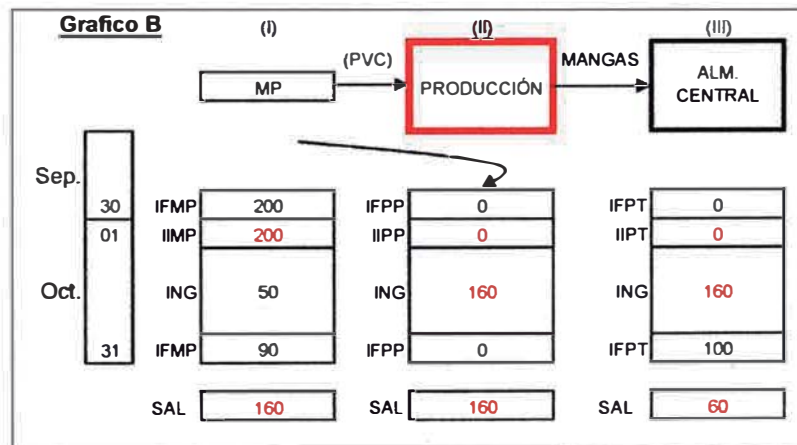 Grafico B (I) (II) (III)
(PVC) MANGAS
MP PRODUCCIÓN ALM.
CENTRAL
Sep.
30 IFMP 200 IFPP 0 IFPT 0
01 IIMP 200 IIPP 0 IIPT 0
Oct. ING 50 ING 160 ING 160
31 IFMP 90 IFPP 0 IFPT 100
SAL 160 SAL 160 SAL 60